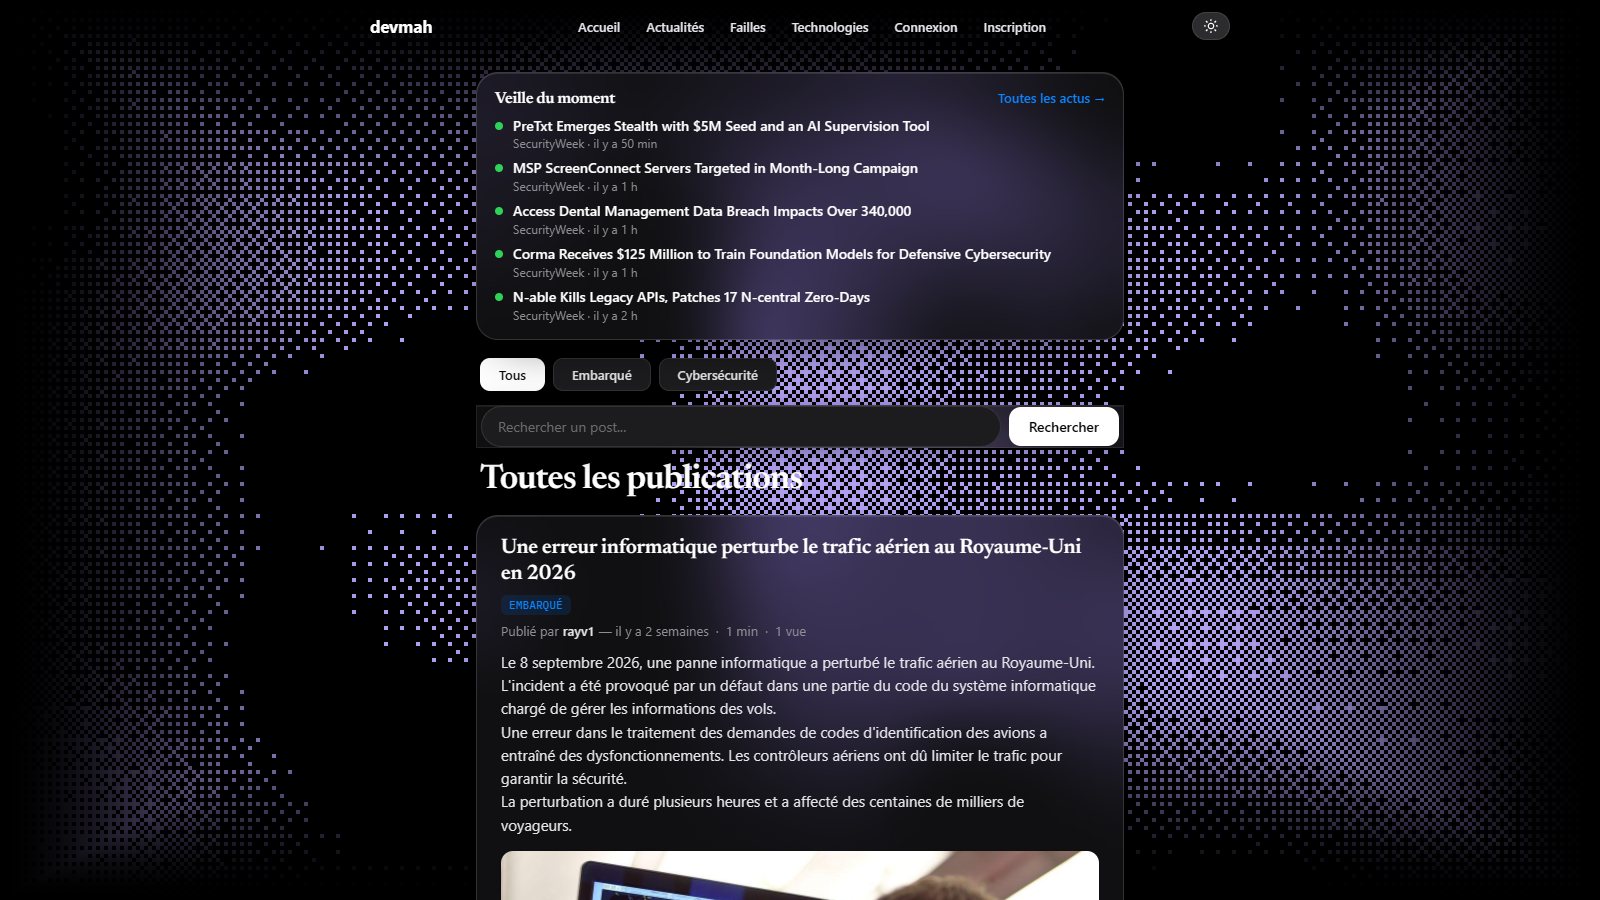 devmah
Accueil Actualités Failles Technologies Connexion Inscription
Veille du moment
Toutes les actus →
PreTxt Emerges Stealth with $5M Seed and an AI Supervision Tool
SecurityWeek · il y a 50 min
MSP ScreenConnect Servers Targeted in Month-Long Campaign
SecurityWeek · il y a 1 h
Access Dental Management Data Breach Impacts Over 340,000
SecurityWeek · il y a 1 h
Corma Receives $125 Million to Train Foundation Models for Defensive Cybersecurity
SecurityWeek · il y a 1 h
N-able Kills Legacy APIs, Patches 17 N-central Zero-Days
SecurityWeek · il y a 2 h
Tous Embarqué Cybersécurité
Rechercher un post...
Rechercher
Toutes les publications
Une erreur informatique perturbe le trafic aérien au Royaume-Uni
en 2026
EMBARQUÉ
Publié par rayv1 — il y a 2 semaines · 1 min · 1 vue
Le 8 septembre 2026, une panne informatique a perturbé le trafic aérien au Royaume-Uni.
L'incident a été provoqué par un défaut dans une partie du code du système informatique
chargé de gérer les informations des vols.
Une erreur dans le traitement des demandes de codes d'identification des avions a
entraîné des dysfonctionnements. Les contrôleurs aériens ont dû limiter le trafic pour
garantir la sécurité.
La perturbation a duré plusieurs heures et a affecté des centaines de milliers de
voyageurs.